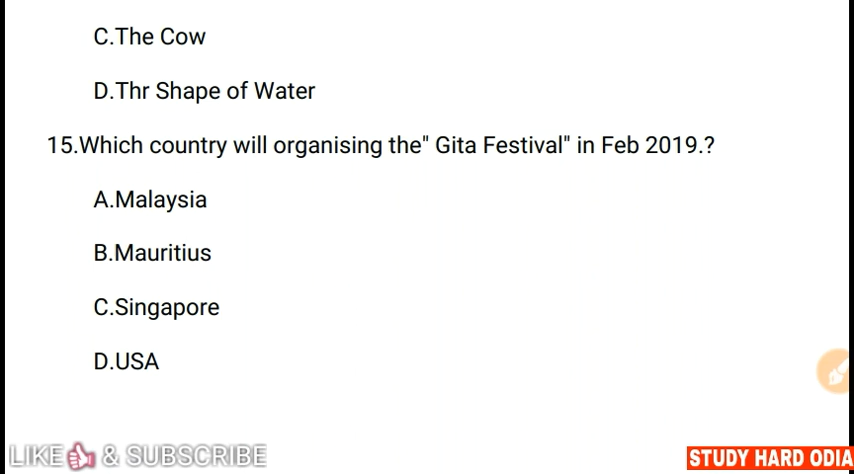 C.The Cow
D.Thr Shape of Water
15.Which country will organising the" Gita Festival" in Feb 2019.?
A.Malaysia
B.Mauritius
C.Singapore
D.USA
LIKE & SUBSCRIBE
STUDY HARD ODIA